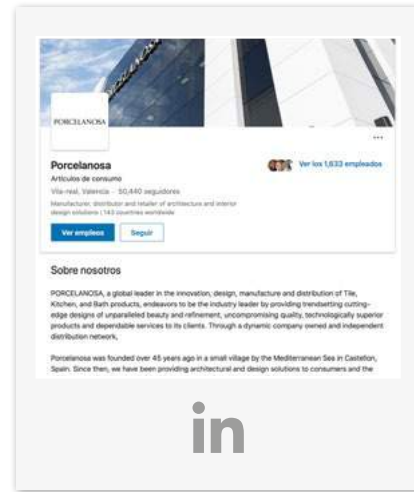 PORCELANOSA
PORCELANOSA
Porcelanosa
Artículos de consumo
Vila-real, Valencia · 50,440 seguidores
Manufacturer, distributor and retailer of architecture and interior
design solutions | 143 countries worldwide
Ver los 1,633 empleados
Ver empleos
Seguir
Sobre nosotros
PORCELANOSA, a global leader in the innovation, design, manufacture and distribution of Tile,
Kitchen, and Bath products, endeavors to be the industry leader by providing trendsetting cutting-
edge designs of unparalleled beauty and refinement, uncompromising quality, technologically superior
products and dependable services to its clients. Through a dynamic company owned and independent
distribution network,
Porcelanosa was founded over 45 years ago in a small village by the Mediterranean Sea in Castellon,
Spain. Since then, we have been providing architectural and design solutions to consumers and the
in